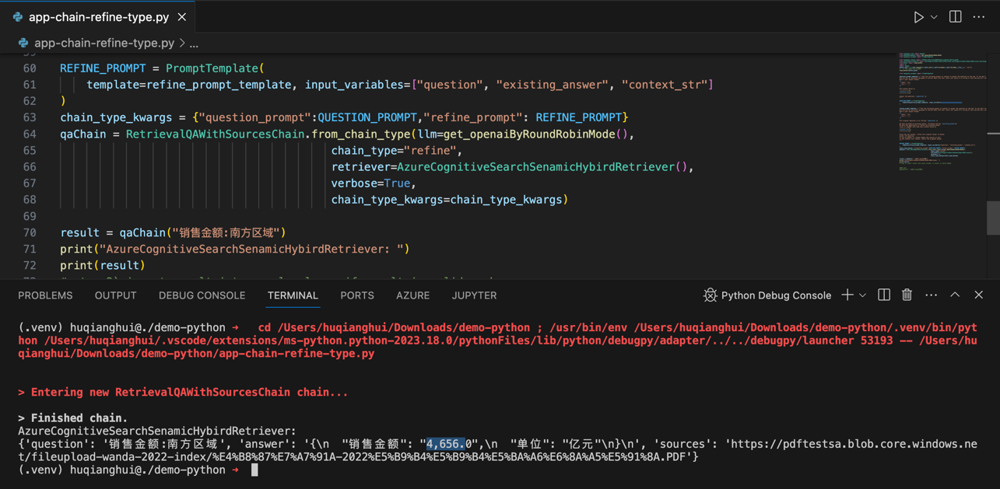 app-chain-refine-type.py
app-chain-refine-type.py > ...
60 REFINE_PROMPT = PromptTemplate(
61 template=refine_prompt_template, input_variables=["question", "existing_answer", "context_str"]
62 )
63 chain_type_kwargs = {"question_prompt":QUESTION_PROMPT,"refine_prompt": REFINE_PROMPT}
64 qaChain = RetrievalQAWithSourcesChain.from_chain_type(llm=get_openaiByRoundRobinMode(),
65 chain_type="refine",
66 retriever=AzureCognitiveSearchSenamicHybirdRetriever(),
67 verbose=True,
68 chain_type_kwargs=chain_type_kwargs)
69
70 result = qaChain("销售金额:南方区域")
71 print("AzureCognitiveSearchSenamicHybirdRetriever: ")
72 print(result)
PROBLEMS OUTPUT DEBUG CONSOLE TERMINAL PORTS AZURE JUPYTER Python Debug Console
(.venv) huqianghui@./demo-python → cd /Users/huqianghui/Downloads/demo-python ; /usr/bin/env /Users/huqianghui/Downloads/demo-python/.venv/bin/pyt
hon /Users/huqianghui/.vscode/extensions/ms-python.python-2023.18.0/pythonFiles/lib/python/debugpy/adapter/../../debugpy/launcher 53193 -- /Users/hu
qianghui/Downloads/demo-python/app-chain-refine-type.py
> Entering new RetrievalQAWithSourcesChain chain...
> Finished chain.
AzureCognitiveSearchSenamicHybirdRetriever:
{'question': '销售金额:南方区域', 'answer': '{\n  "销售金额": "4,656.0",\n  "单位": "亿元"\n}\n', 'sources': 'https://pdftestsa.blob.core.windows.ne
t/fileupload-wanda-2022-index/%E4%B8%87%E7%A7%91A-2022%E5%B9%B4%E5%B9%B4%E5%BA%A6%E6%8A%A5%E5%91%8A.PDF'}
(.venv) huqianghui@./demo-python →